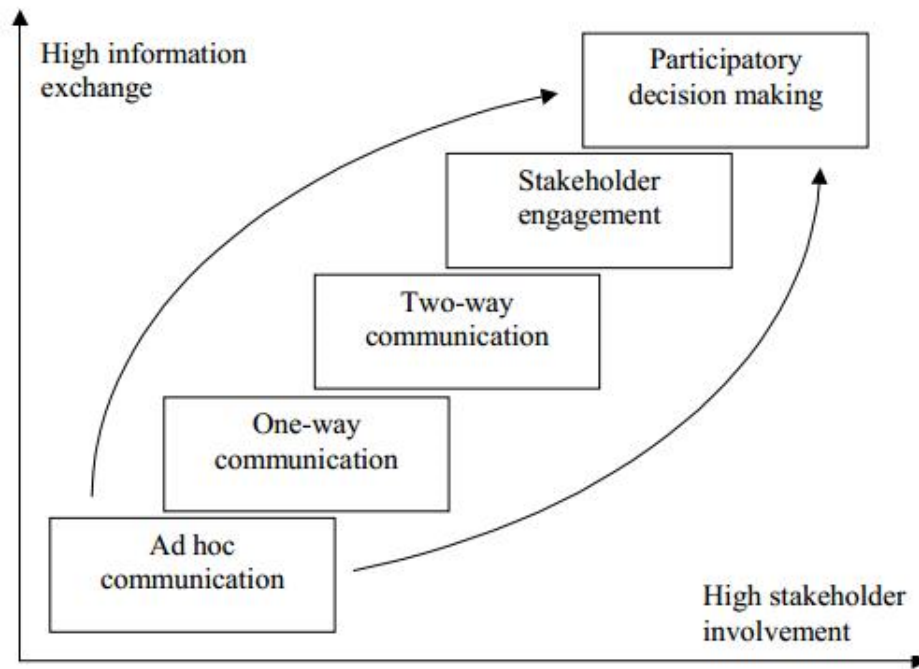 High information
exchange
Participatory
decision making
Stakeholder
engagement
Two-way
communication
One-way
communication
Ad hoc
communication
High stakeholder
involvement